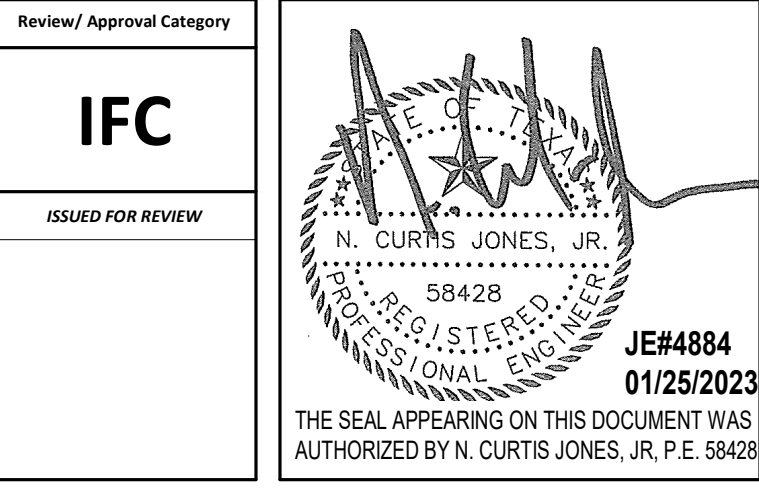 Review/ Approval Category
IFC
ISSUED FOR REVIEW
STATE OF TEXAS
N. CURTIS JONES, JR.
58428
REGISTERED
PROFESSIONAL ENGINEER
JE#4884
01/25/2023
THE SEAL APPEARING ON THIS DOCUMENT WAS
AUTHORIZED BY N. CURTIS JONES, JR, P.E. 58428